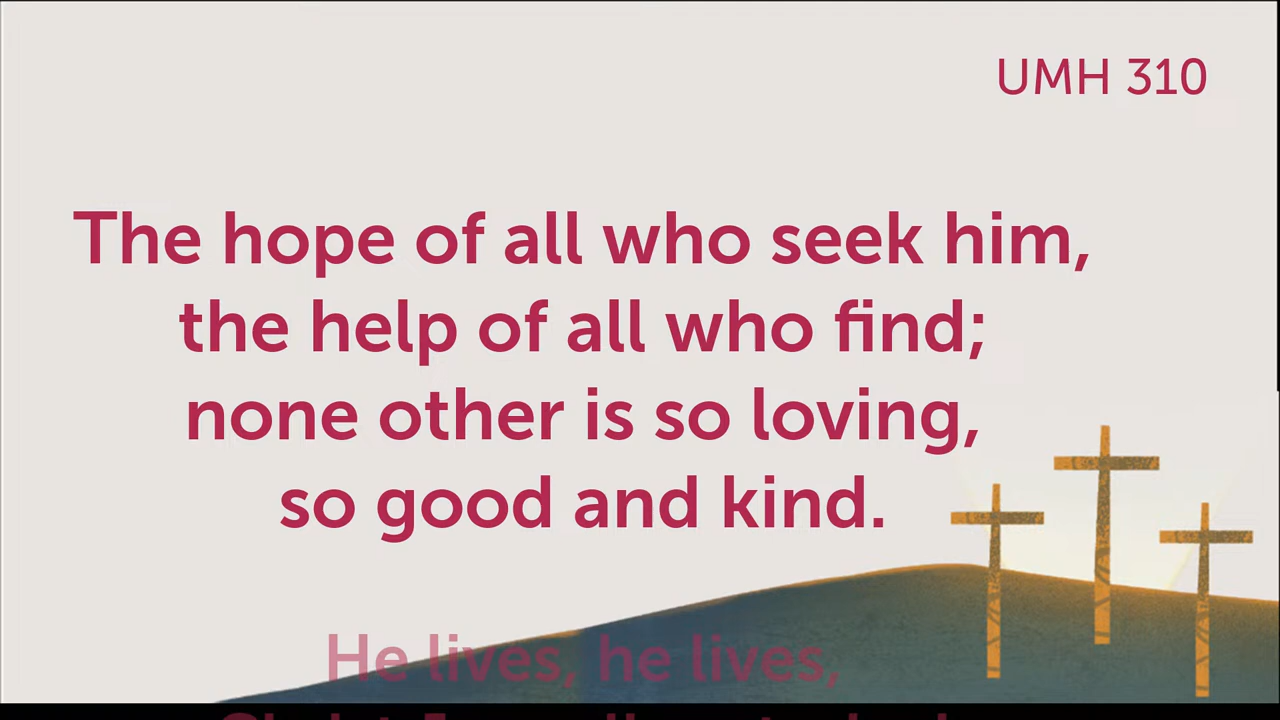 UMH 310
The hope of all who seek him,
the help of all who find;
none other is so loving,
so good and kind.
He lives, he lives,